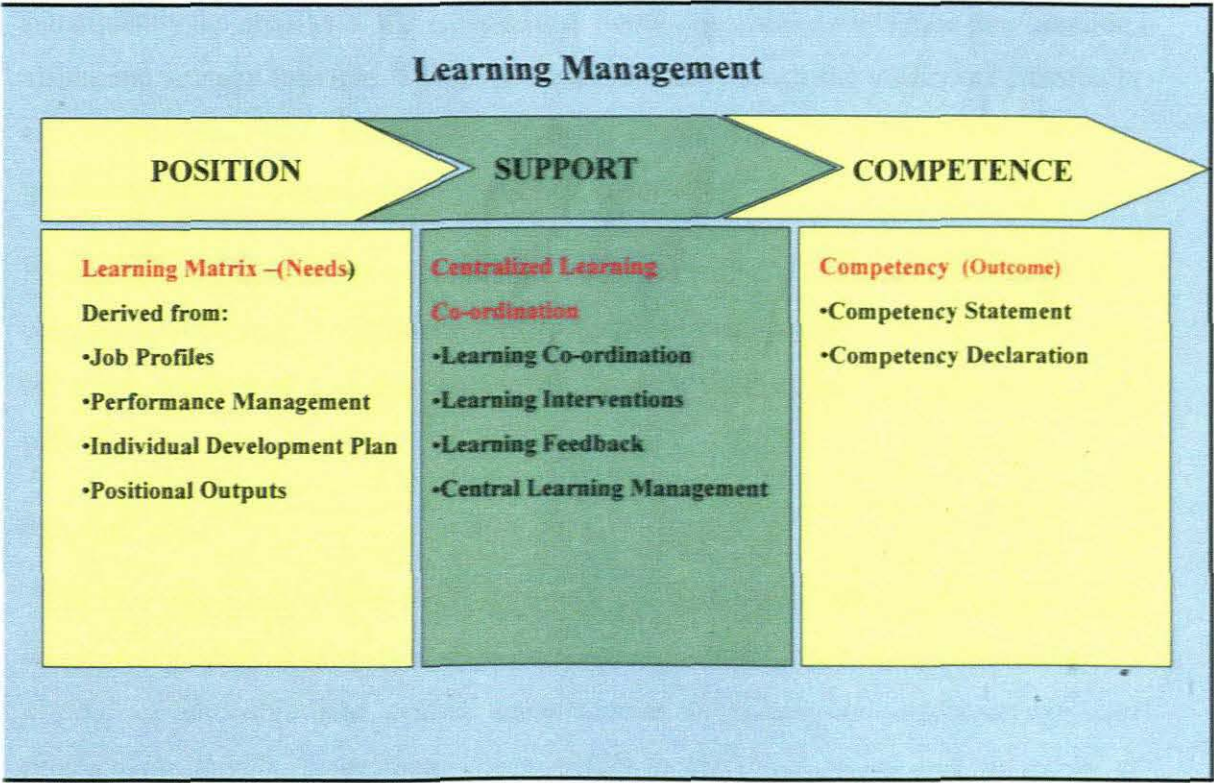 Learning Management
POSITION
SUPPORT
COMPETENCE
Learning Matrix –(Needs)
Derived from:
•Job Profiles
•Performance Management
•Individual Development Plan
•Positional Outputs
Centralized Learning
Co-ordination
•Learning Co-ordination
•Learning Interventions
•Learning Feedback
•Central Learning Management
Competency (Outcome)
•Competency Statement
•Competency Declaration